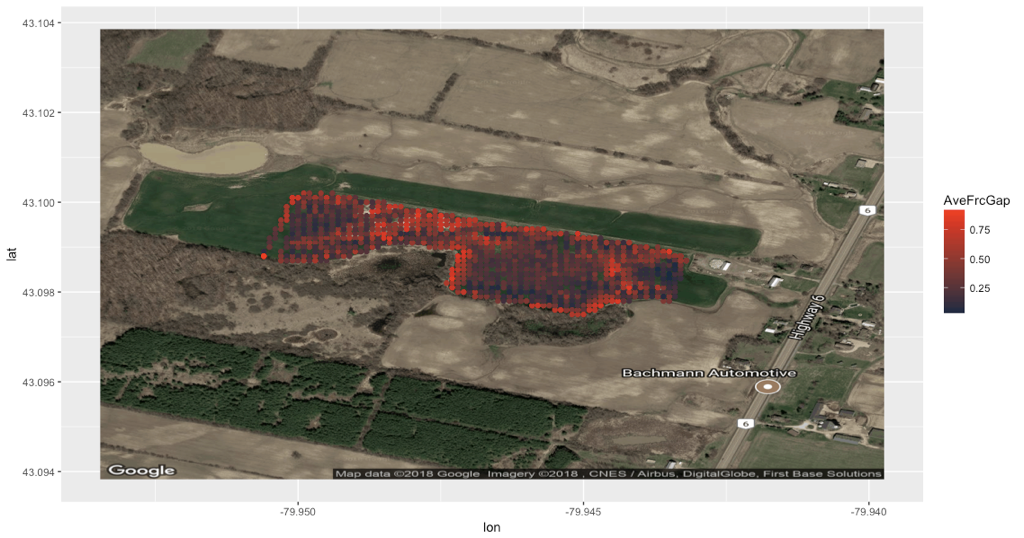 43.104
43.102
43.100
43.098
43.096
43.094
lat
6
Highway 6
Bachmann Automotive
6
Google
Map data ©2018 Google Imagery ©2018 , CNES / Airbus, DigitalGlobe, First Base Solutions
-79.950
-79.945
-79.940
lon
AveFrcGap
0.75
0.50
0.25